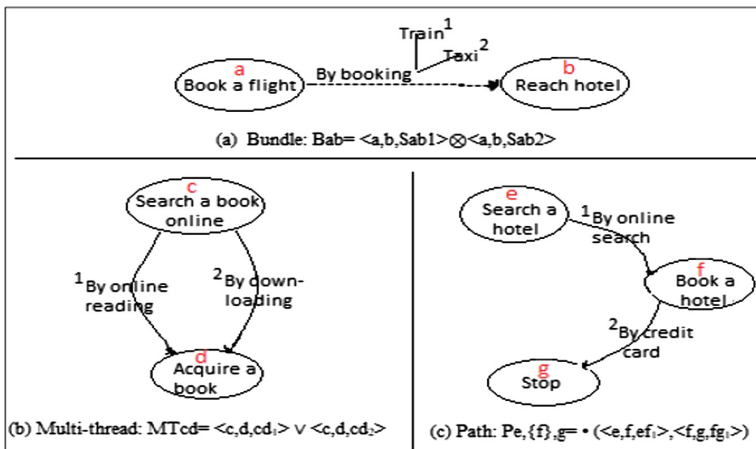 Train1
Taxi2
a
Book a flight
By booking
b
Reach hotel
(a) Bundle: Bab= <a,b,Sab1>⊗<a,b,Sab2>
c
Search a book
online
1By online
reading
2By down-
loading
d
Acquire a
book
(b) Multi-thread: MTcd= <c,d,cd₁> ∨ <c,d,cd₂>
e
Search a
hotel
1By online
search
f
Book a
hotel
2By credit
card
g
Stop
(c) Path: Pe,{f},g= • (<e,f,ef₁>,<f,g,fg₁>)